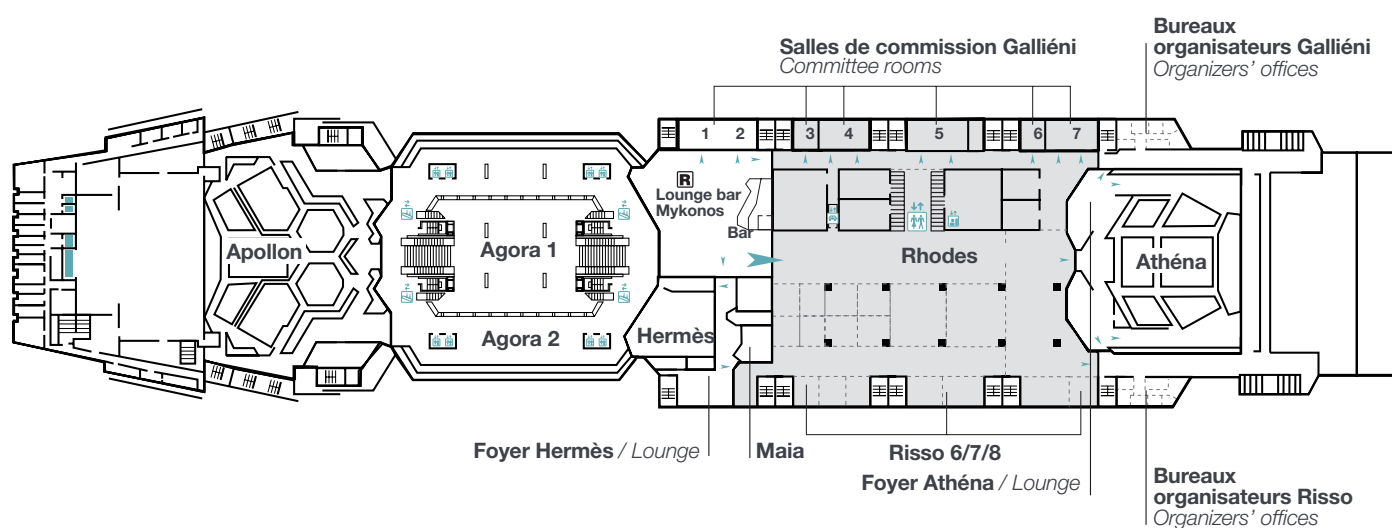 Bureaux
organisateurs Galliéni
Organizers’ offices
Salles de commission Galliéni
Committee rooms
1 2 3 4 5 6 7
R
Lounge bar
Mykonos
Bar
Apollon
Agora 1
Rhodes
Athéna
Agora 2
Hermès
Foyer Hermès / Lounge
Maia
Risso 6/7/8
Foyer Athéna / Lounge
Bureaux
organisateurs Risso
Organizers’ offices